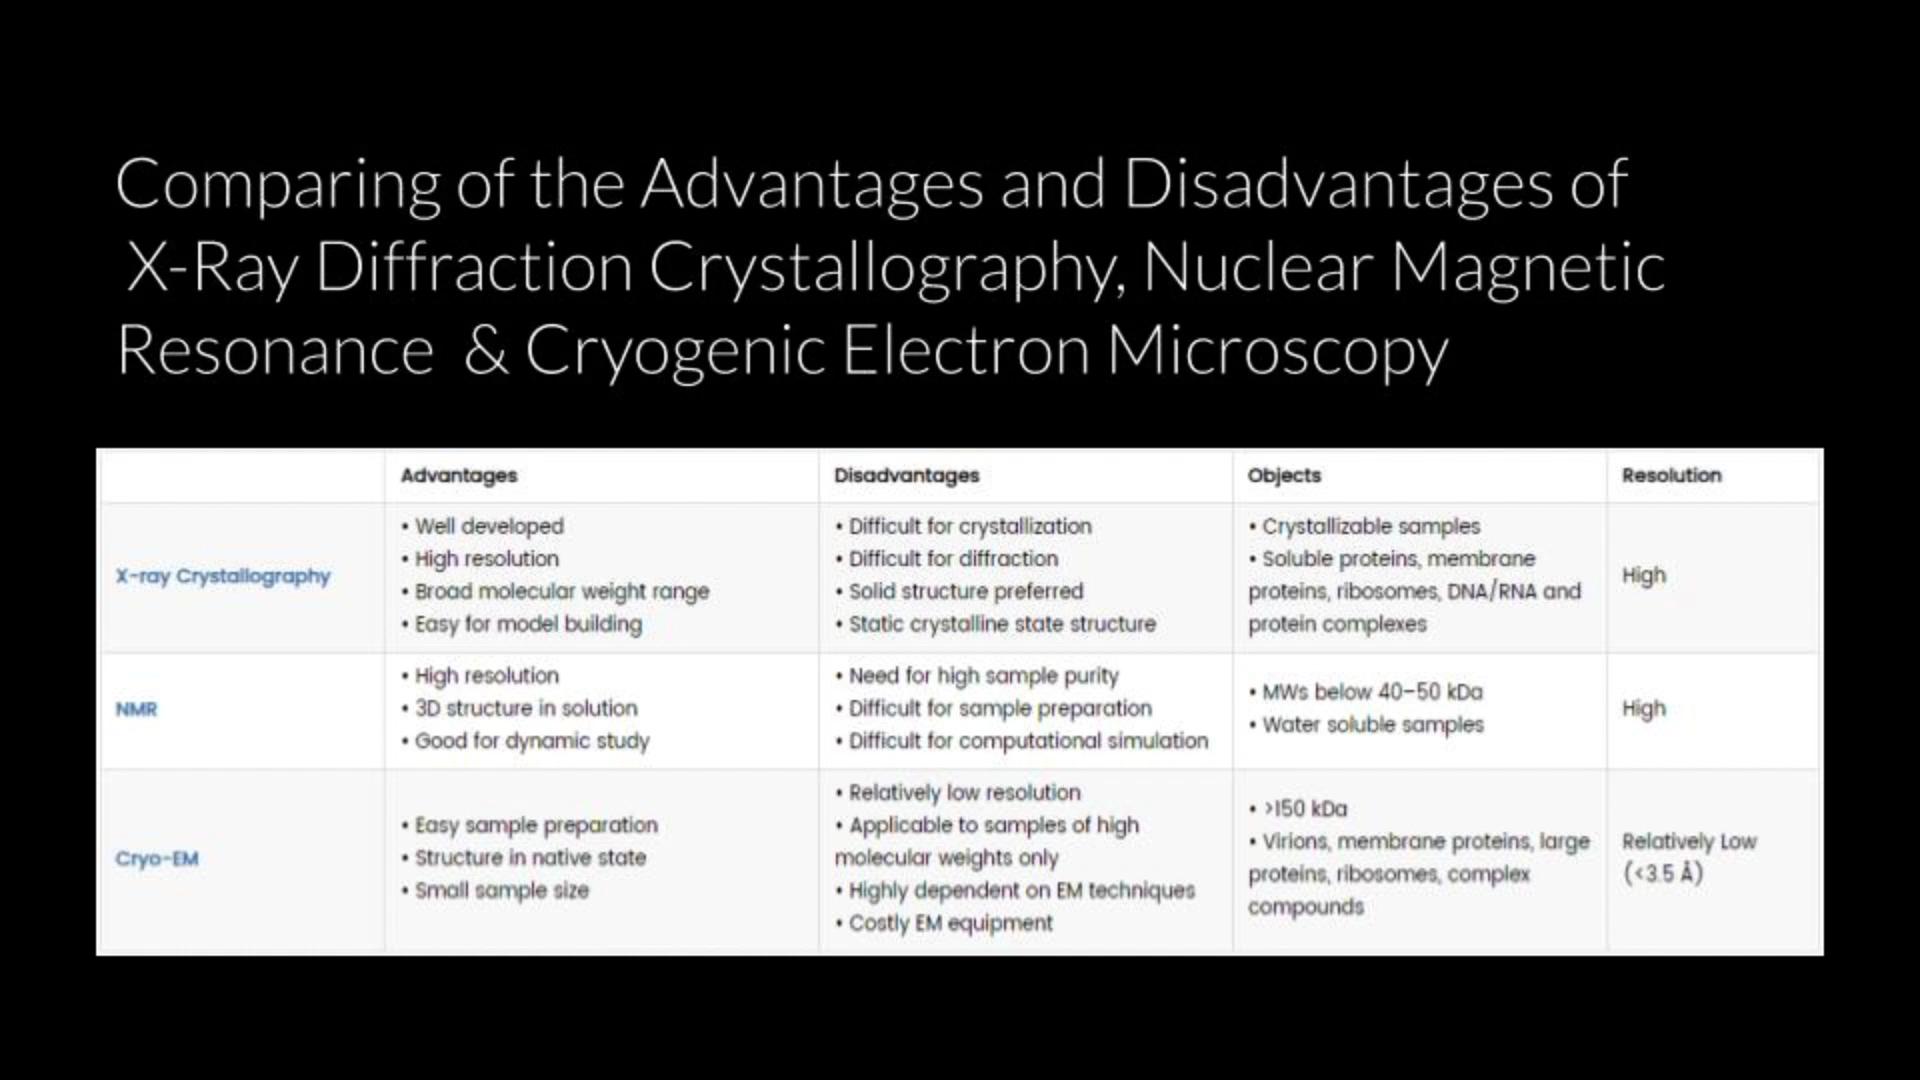 Comparing of the Advantages and Disadvantages of
X-Ray Diffraction Crystallography, Nuclear Magnetic
Resonance & Cryogenic Electron Microscopy
Advantages
Disadvantages
Objects
Resolution
X-ray Crystallography
• Well developed
• High resolution
• Broad molecular weight range
• Easy for model building
• Difficult for crystallization
• Difficult for diffraction
• Solid structure preferred
• Static crystalline state structure
• Crystallizable samples
• Soluble proteins, membrane
proteins, ribosomes, DNA/RNA and
protein complexes
High
NMR
• High resolution
• 3D structure in solution
• Good for dynamic study
• Need for high sample purity
• Difficult for sample preparation
• Difficult for computational simulation
• MWs below 40–50 kDa
• Water soluble samples
High
Cryo-EM
• Easy sample preparation
• Structure in native state
• Small sample size
• Relatively low resolution
• Applicable to samples of high
molecular weights only
• Highly dependent on EM techniques
• Costly EM equipment
• >150 kDa
• Virions, membrane proteins, large
proteins, ribosomes, complex
compounds
Relatively Low
(<3.5 Å)